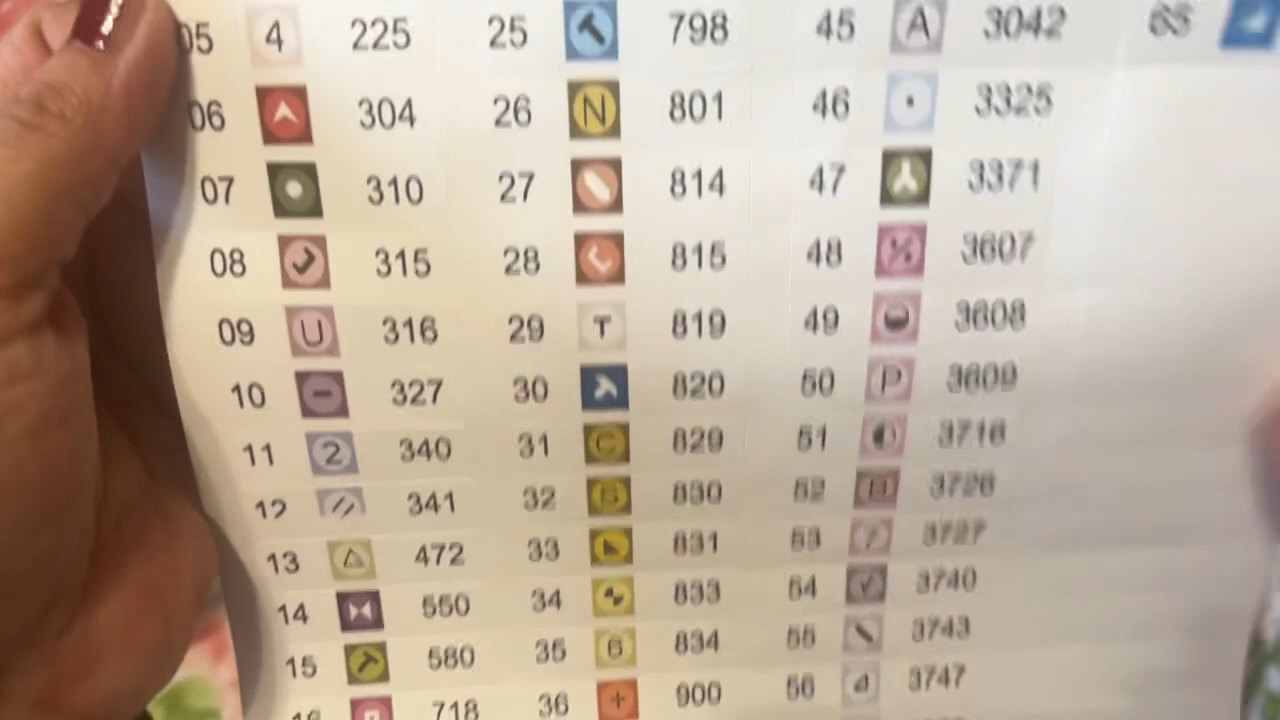 05 4 225 25 798 45 A 3042 65
06 304 26 N 801 46 3325
07 310 27 814 47 3371
08 315 28 815 48 % 3607
09 U 316 29 T 819 49 3608
10 327 30 820 50 P 3609
11 2 340 31 C 829 51 3716
12 341 32 830 52 3726
13 472 33 831 53 3727
14 550 34 833 54 3740
15 580 35 6 834 55 3743
16 718 36 + 900 56 3747